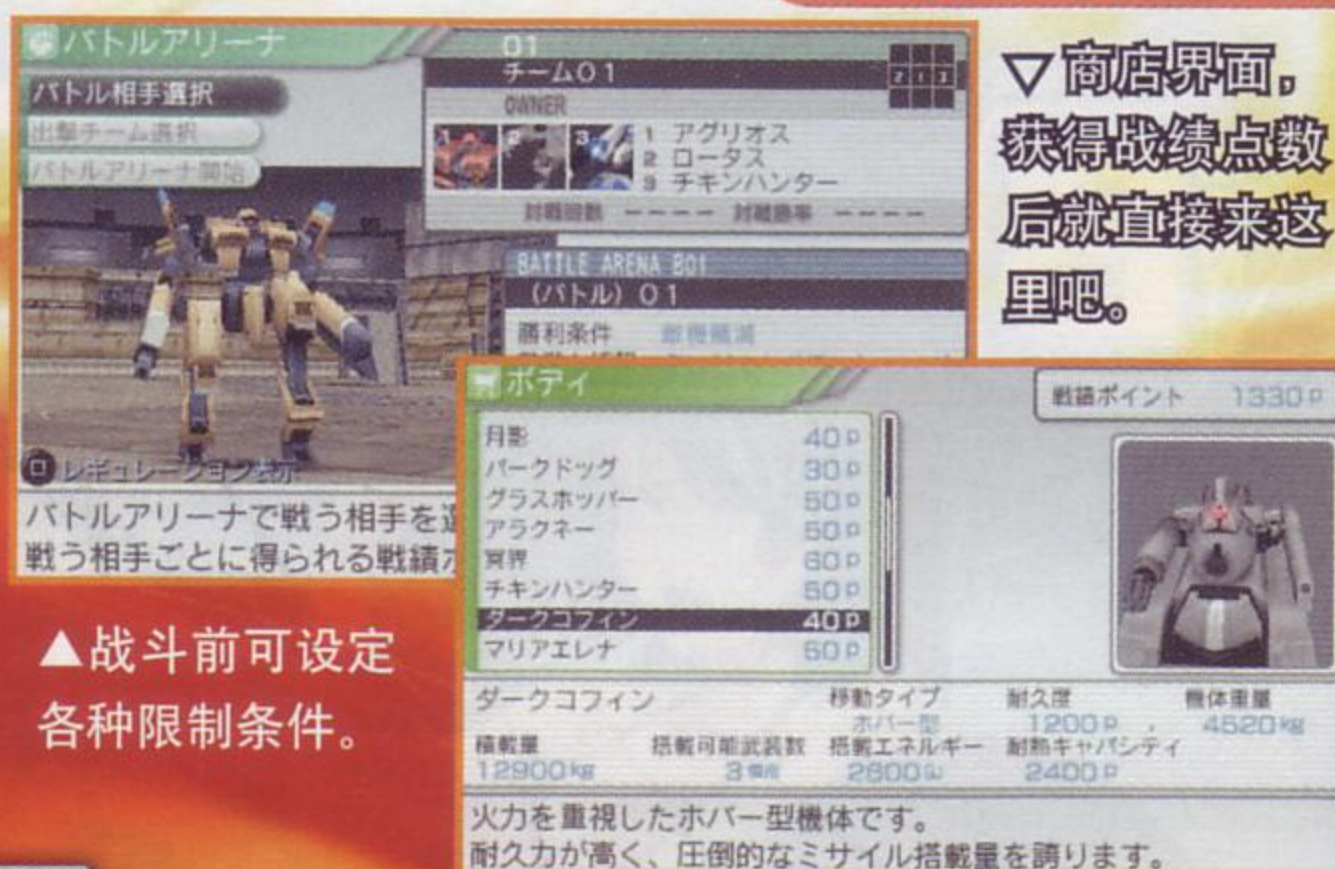 バトルアリーナ
バトル相手選択
出撃チーム選択
バトルアリーナ開始
レギュレーション表示
バトルアリーナで戦う相手を
戦う相手ごとに得られる戦績
01
チーム01
OWNER
2 1 3
1 2 3
1 アグリオス
2 ロータス
3 チキンハンター
対戦回数 ---- 対戦勝率 ----
BATTLE ARENA B01
(バトル) 01
勝利条件 敵機殲滅
▽商店界面，
获得战绩点数
后就直接来这
里吧。
▲战斗前可设定
各种限制条件。
ボディ
戦績ポイント 1330P
月影 40P
バークドッグ 30P
グラスホッパー 50P
アラクネー 50P
冥界 60P
チキンハンター 50P
ダークコフィン 40P
マリアエレナ 50P
ダークコフィン
移動タイプ 耐久度 機体重量
ホバー型 1200P 4520kg
積載量 搭載可能武装数 搭載エネルギー 耐熱キャパシティ
12900kg 3個所 2600 2400P
火力を重視したホバー型機体です。
耐久力が高く、圧倒的なミサイル搭載量を誇ります。